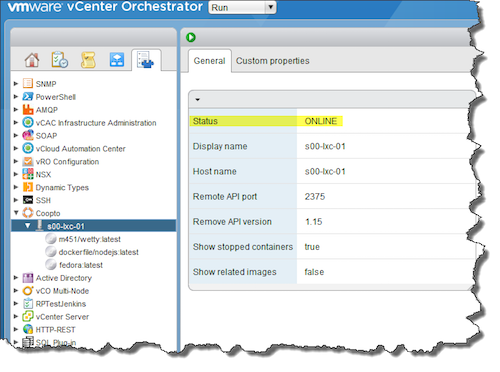 vmware vCenter Orchestrator Run
General Custom properties
SNMP
PowerShell
AMQP
vCAC Infrastructure Administration
SOAP
vCloud Automation Center
vRO Configuration
NSX
Dynamic Types
SSH
Coopto
s00-lxc-01
m451/wetty:latest
dockerfile/nodejs:latest
fedora:latest
Active Directory
vCO Multi-Node
RPTestJenkins
vCenter Server
HTTP-REST
SQL Plug-in
Status ONLINE
Display name s00-lxc-01
Host name s00-lxc-01
Remote API port 2375
Remove API version 1.15
Show stopped containers true
Show related images false